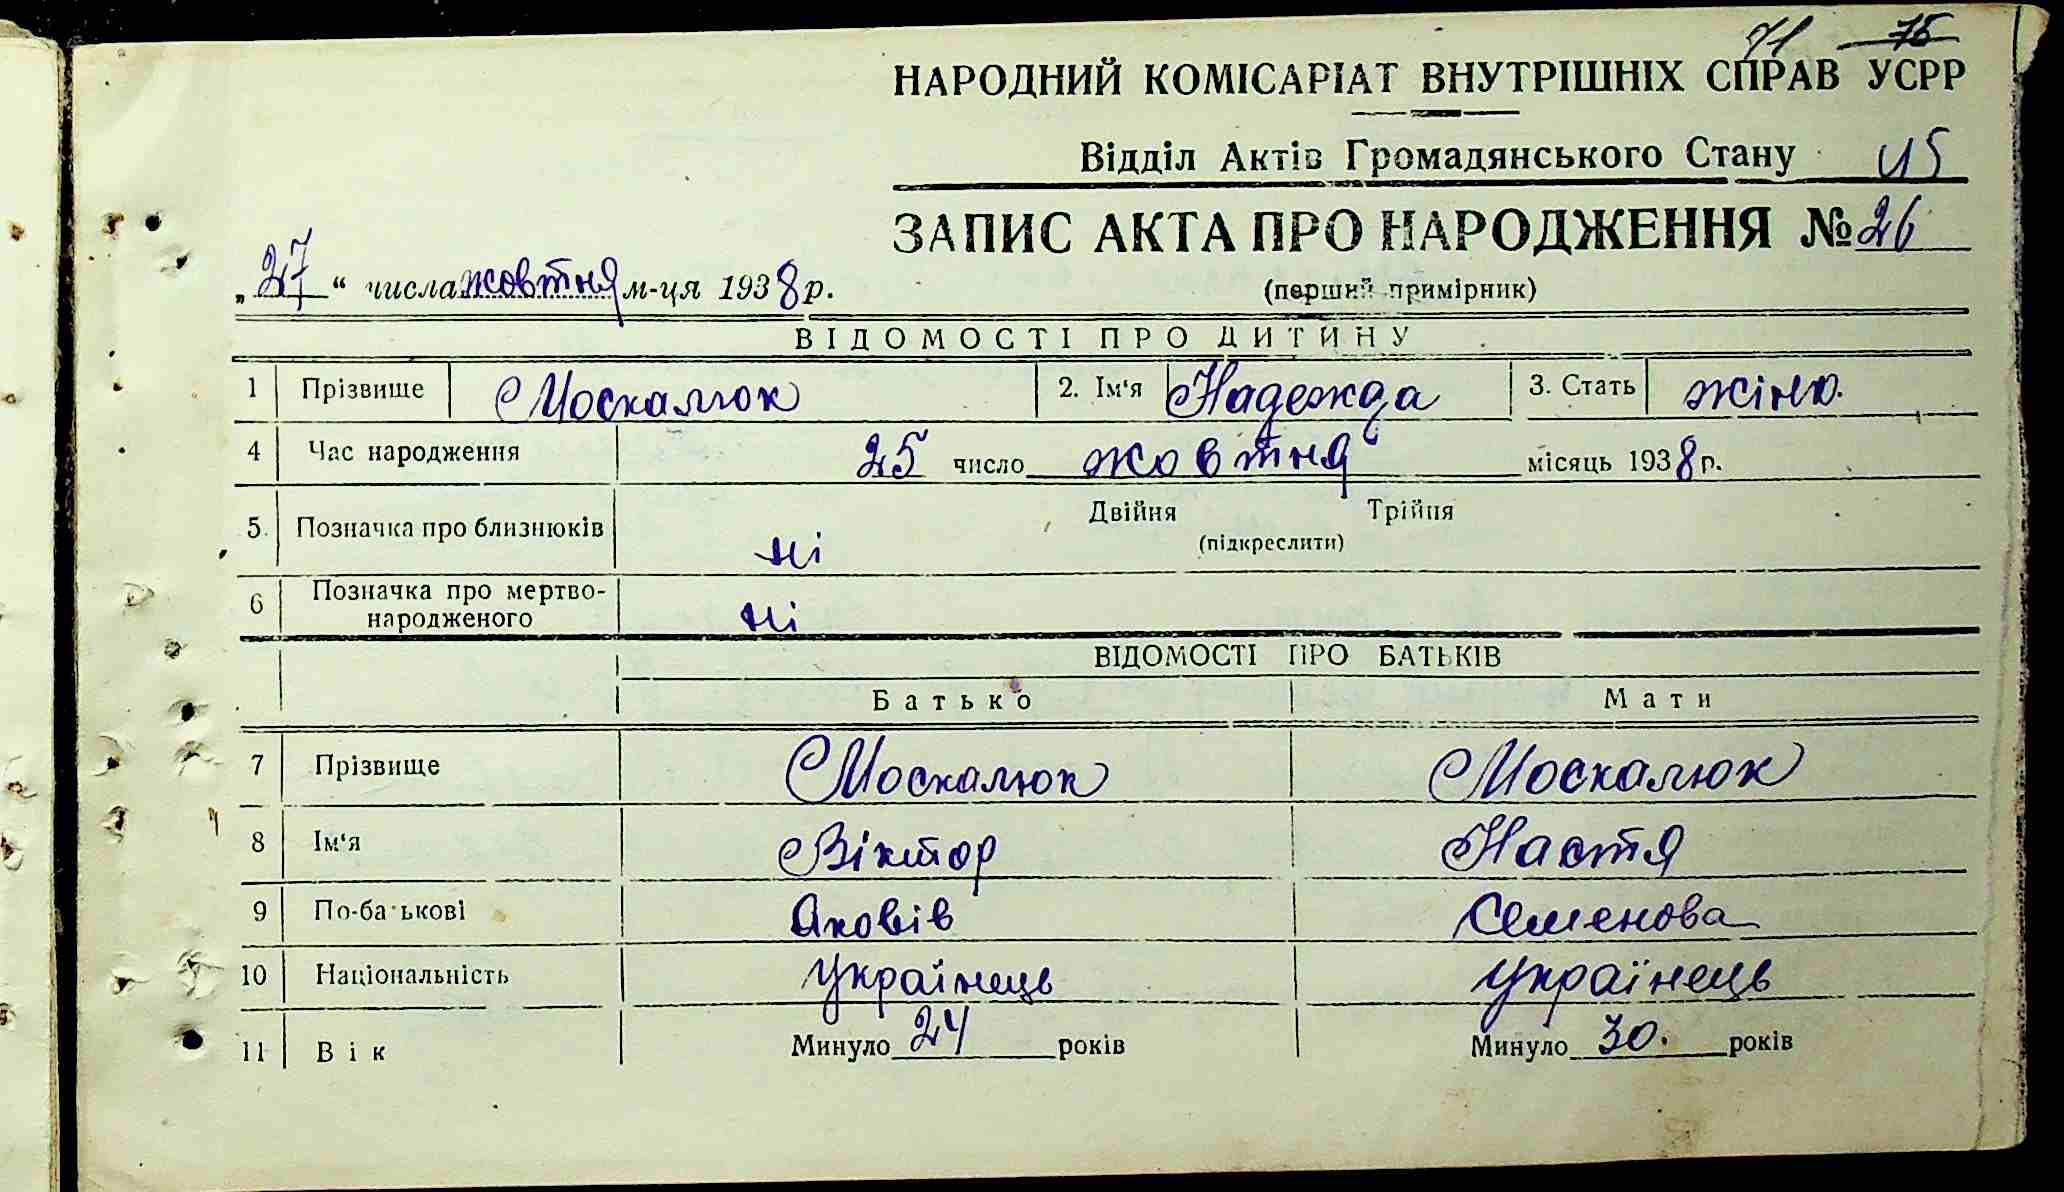 71 75
НАРОДНИЙ КОМІСАРІАТ ВНУТРІШНІХ СПРАВ УСРР
Відділ Актів Громадянського Стану
ЗАПИС АКТА ПРО НАРОДЖЕННЯ № 26
„27“ числа жовтня м-ця 1938 р.
(перший примірник)
ВІДОМОСТІ ПРО ДИТИНУ
1 Прізвище Москалюк 2. Ім‘я Надежда 3. Стать жіню.
4 Час народження 25 число жовтня місяць 1938 р.
5. Позначка про близнюків ні Двійня Трійня
(підкреслити)
6 Позначка про мертво-
народженого ні
ВІДОМОСТІ ПРО БАТЬКІВ
Батько Мати
7 Прізвище Москалюк Москалюк
8 Ім‘я Віктор Настя
9 По-батькові Яковів Семенова
10 Національність Українець Українець
11 Вік Минуло 24 років Минуло 30. років